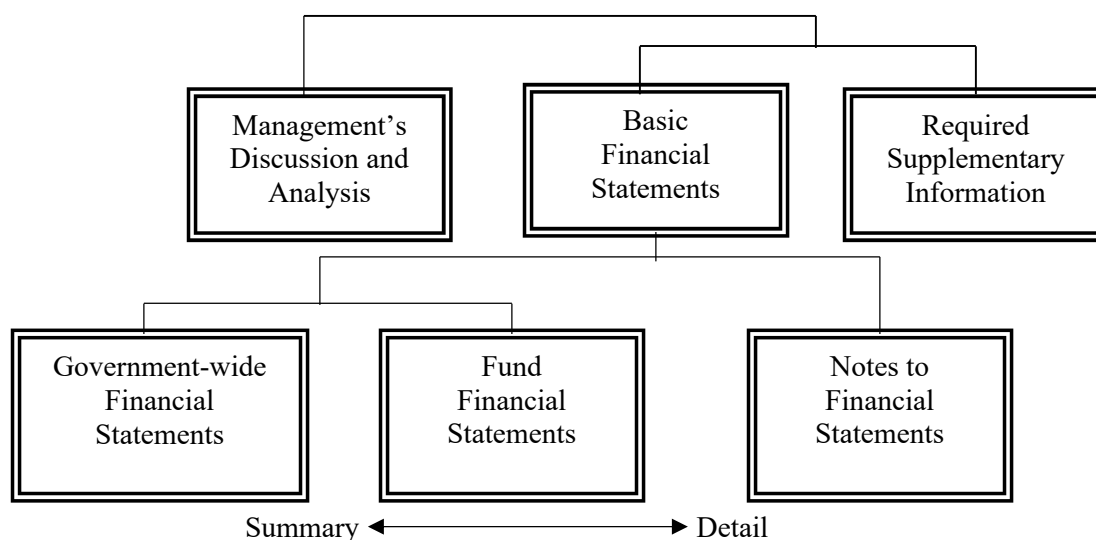 Management’s
Discussion and
Analysis
Basic
Financial
Statements
Required
Supplementary
Information
Government-wide
Financial
Statements
Fund
Financial
Statements
Notes to
Financial
Statements
Summary
Detail